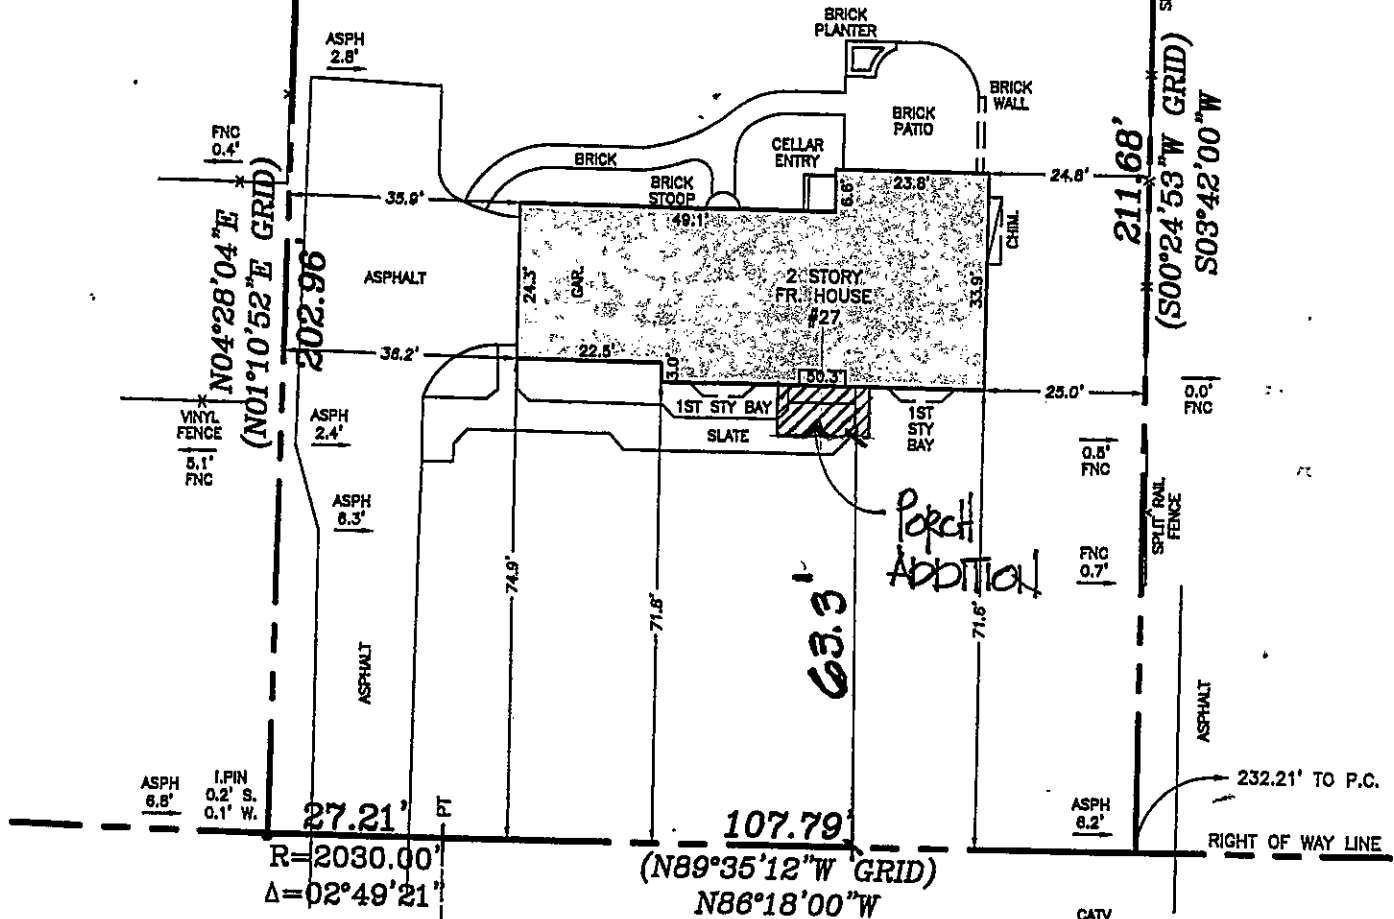 BRICK
PLANTER
ASPH
2.8'
BRICK
WALL
BRICK
PATIO
FNC
0.4'
CELLAR
ENTRY
BRICK
BRICK
STOOP
35.9'
49.1'
6.6'
23.8'
24.8'
CHIM.
211.68'
(S00°24'53"W GRID)
S03°42'00"W
N04°28'04"E
(N01°10'52"E GRID)
202.96'
ASPHALT
24.3'
GAR.
2 STORY
FR. HOUSE
#27
33.9'
36.2'
22.5'
3.0'
50.3'
25.0'
0.0'
FNC
VINYL
FENCE
5.1'
FNC
ASPH
2.4'
1ST STY BAY
SLATE
1ST
STY
BAY
0.5'
FNC
ASPH
6.3'
PORCH
ADDITION
SPLIT RAIL
FENCE
FNC
0.7'
74.9'
71.8'
63.3'
71.6'
ASPHALT
ASPHALT
ASPH
6.8'
I.PIN
0.2' S.
0.1' W.
27.21'
PT
107.79'
ASPH
6.2'
232.21' TO P.C.
RIGHT OF WAY LINE
R=2030.00'
Δ=02°49'21"
(N89°35'12"W GRID)
N86°18'00"W
CATV